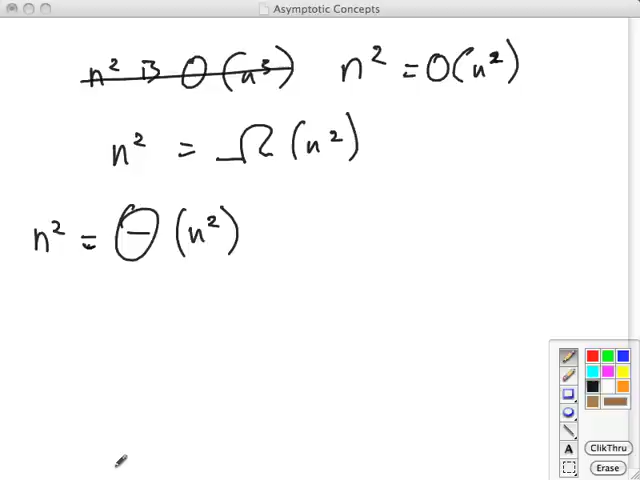 Asymptotic Concepts
n² is O(n³) n² = O(n²)
n² = Ω(n²)
n² = Θ(n²)
A
ClikThru
Erase